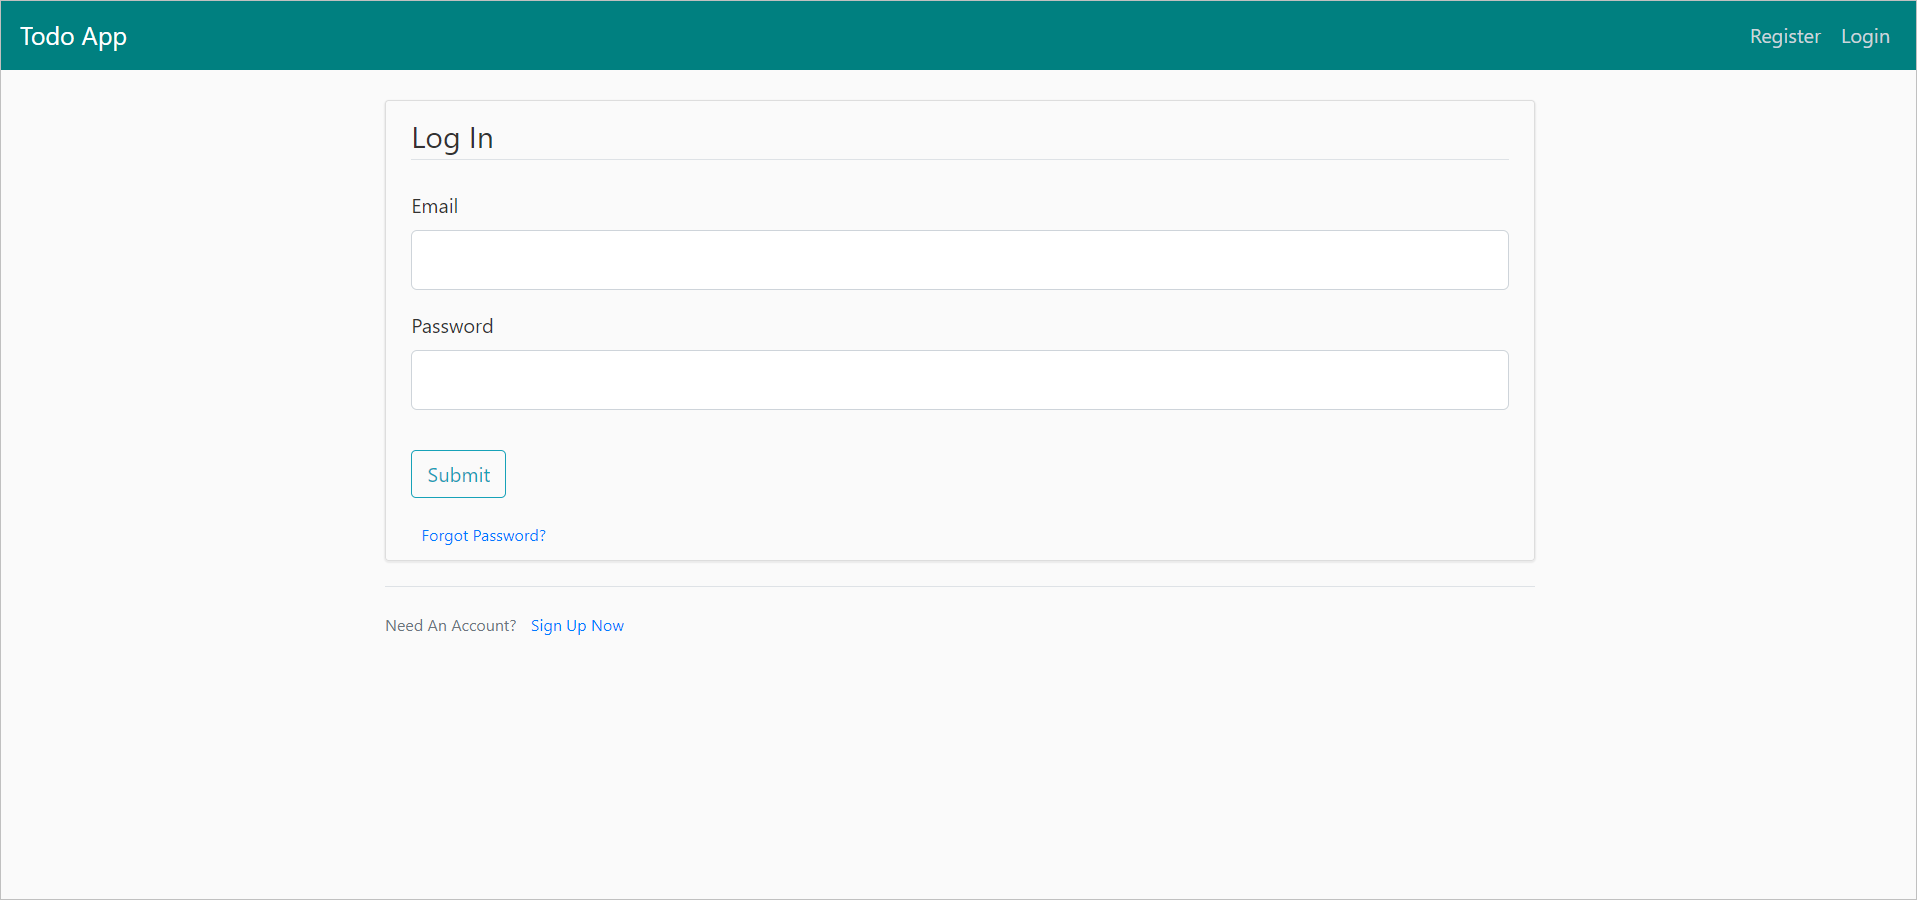 Todo App
Register Login
Log In
Email
Password
Submit
Forgot Password?
Need An Account? Sign Up Now